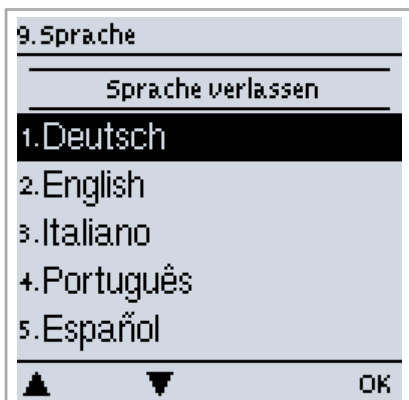 9.Sprache
Sprache verlassen
1.Deutsch
2.English
3.Italiano
4.Português
5.Español
▲ ▼ OK